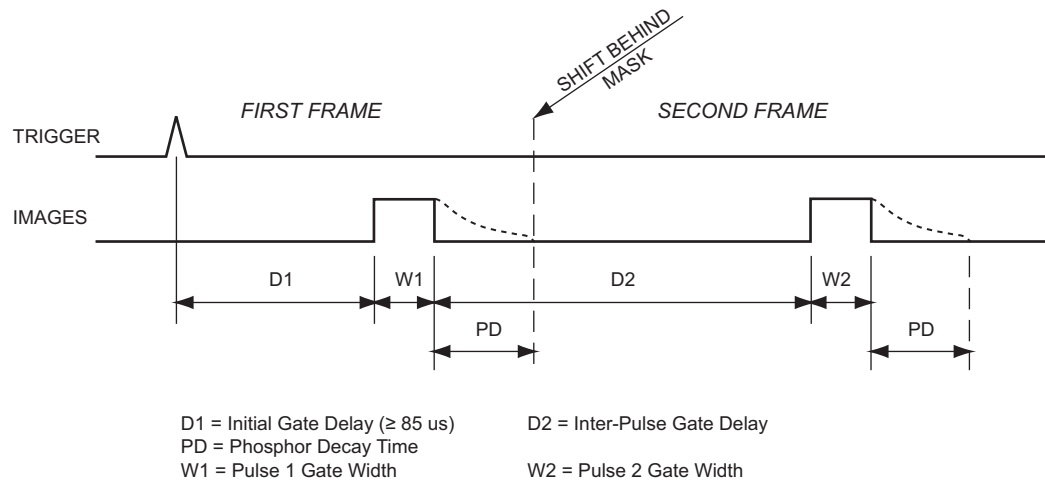 SHIFT BEHIND
MASK
FIRST FRAME
SECOND FRAME
TRIGGER
IMAGES
D1
W1
D2
W2
PD
PD
D1 = Initial Gate Delay (≥ 85 us)
D2 = Inter-Pulse Gate Delay
PD = Phosphor Decay Time
W1 = Pulse 1 Gate Width
W2 = Pulse 2 Gate Width